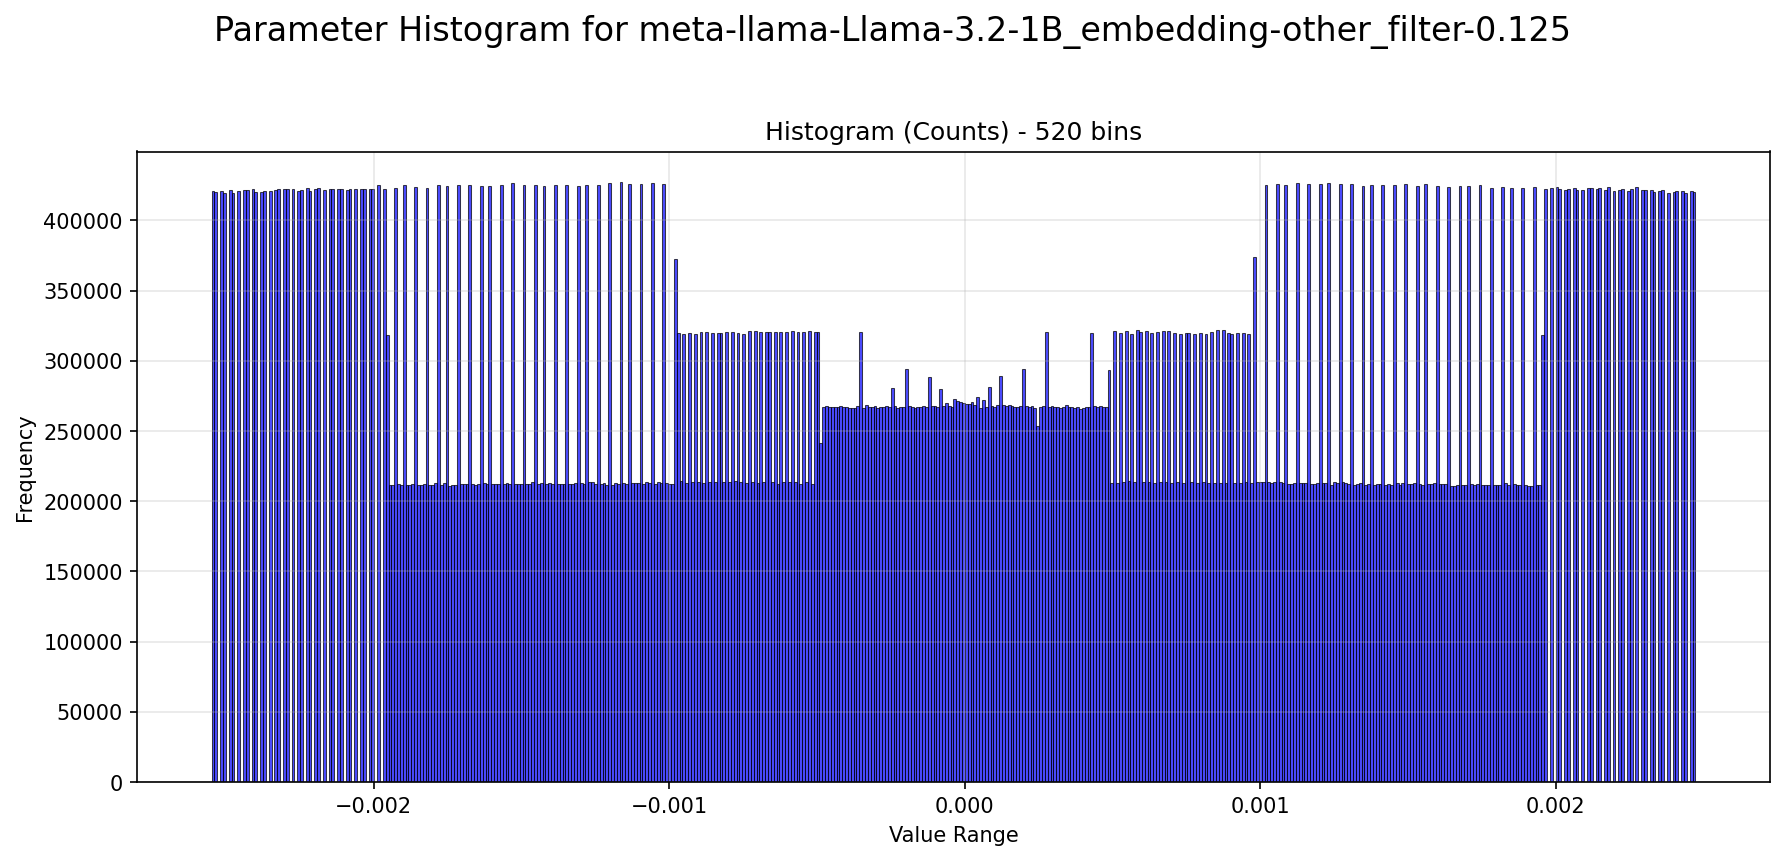 Parameter Histogram for meta-llama-Llama-3.2-1B_embedding-other_filter-0.125
Histogram (Counts) - 520 bins
Frequency
400000
350000
300000
250000
200000
150000
100000
50000
0
−0.002 −0.001 0.000 0.001 0.002
Value Range